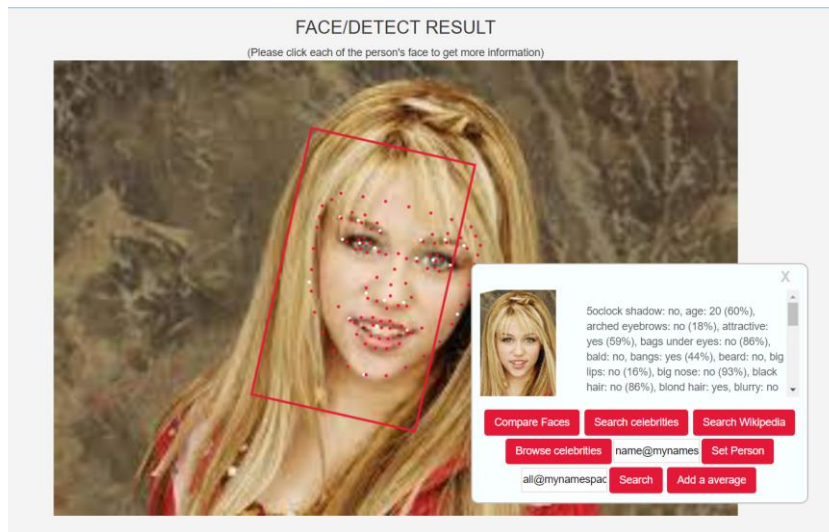 FACE/DETECT RESULT
(Please click each of the person's face to get more information)
X
5oclock shadow: no, age: 20 (60%),
arched eyebrows: no (18%), attractive:
yes (59%), bags under eyes: no (86%),
bald: no, bangs: yes (44%), beard: no, big
lips: no (16%), big nose: no (93%), black
hair: no (86%), blond hair: yes, blurry: no
Compare Faces Search celebrities Search Wikipedia
Browse celebrities name@mynames Set Person
all@mynamespac Search Add a average